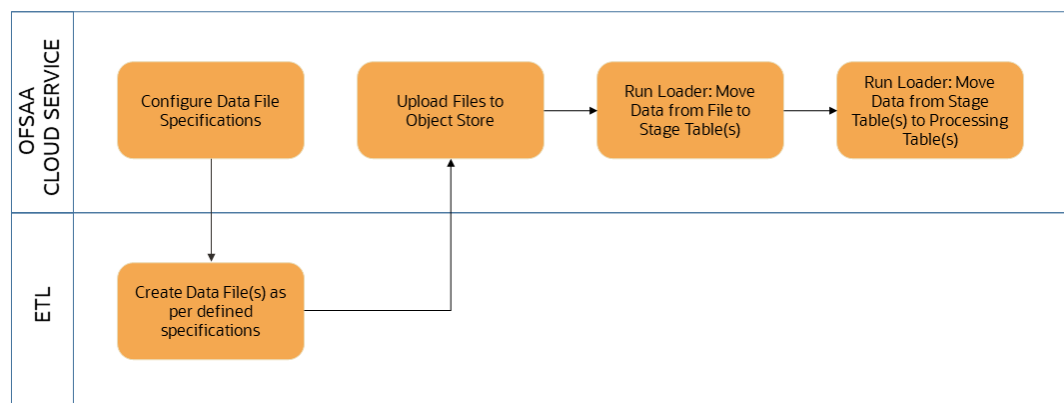 OFSAA
CLOUD SERVICE
Configure Data File
Specifications
Upload Files to
Object Store
Run Loader: Move
Data from File to
Stage Table(s)
Run Loader: Move
Data from Stage
Table(s) to Processing
Table(s)
ETL
Create Data File(s) as
per defined
specifications